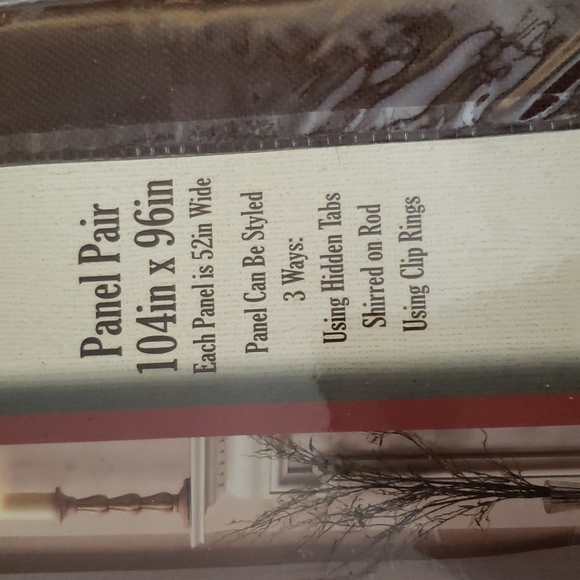 Panel Pair
104in x 96in
Each Panel is 52in Wide
Panel Can Be Styled
3 Ways:
Using Hidden Tabs
Shirred on Rod
Using Clip Rings